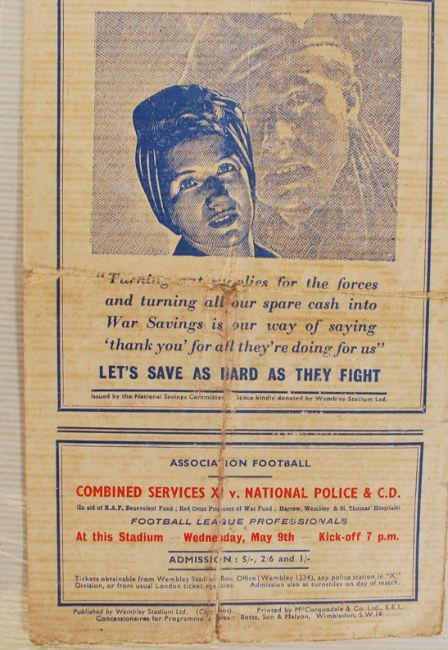 "Turning out supplies for the forces
and turning all our spare cash into
War Savings is our way of saying
'thank you' for all they're doing for us"
LET'S SAVE AS HARD AS THEY FIGHT
Issued by the National Savings Committee Space kindly donated by Wembley Stadium Ltd.
ASSOCIATION FOOTBALL
COMBINED SERVICES XI v. NATIONAL POLICE & C.D.
(In aid of R.A.F. Benevolent Fund; Red Cross Prisoners of War Fund; Harrow, Wembley & St. Thomas' Hospitals)
FOOTBALL LEAGUE PROFESSIONALS
At this Stadium — Wednesday, May 9th — Kick-off 7 p.m.
ADMISSION: 5/-, 2/6 and 1/-
Tickets obtainable from Wembley Stadium Box Office (Wembley 1234), any police station in "X"
Division, or from usual London ticket agencies. Admission also at turnstiles on day of match.
Published by Wembley Stadium Ltd. Printed by McCorquodale & Co. Ltd., S.E.1.
Concessionaires for Programme Betts, Son & Halyon, Wimbledon, S.W.19.